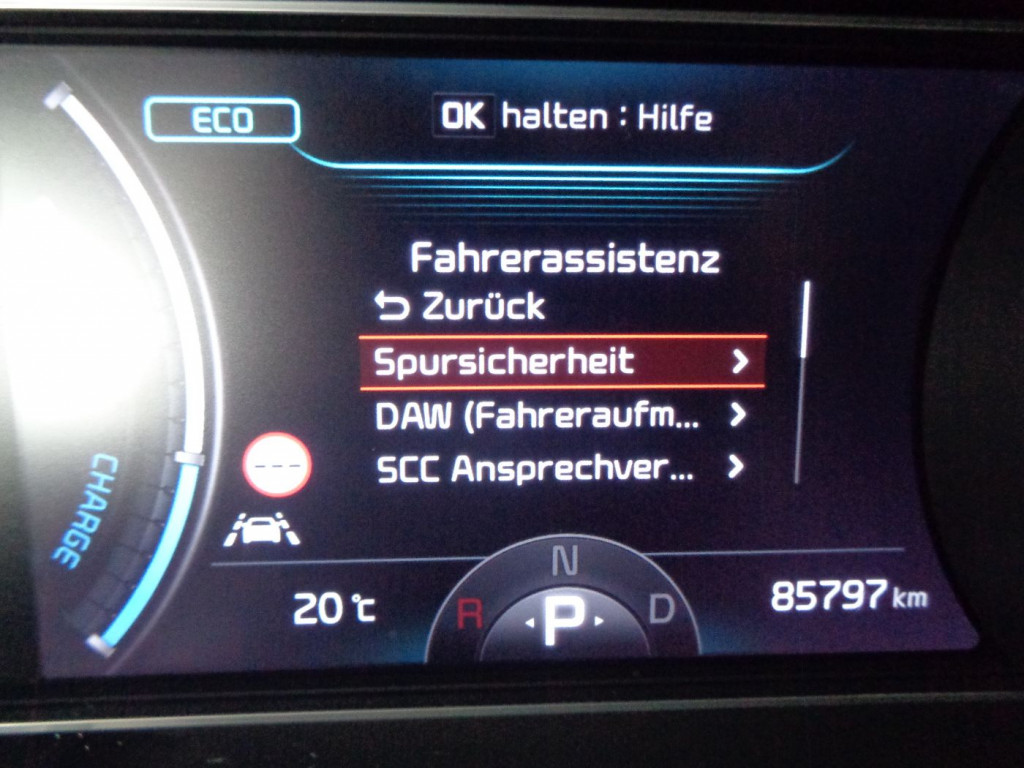 ECO
OK halten : Hilfe
Fahrerassistenz
Zurück
Spursicherheit
DAW (Fahreraufm...
SCC Ansprechver...
CHARGE
---
N
R P D
20 °C
85797 km